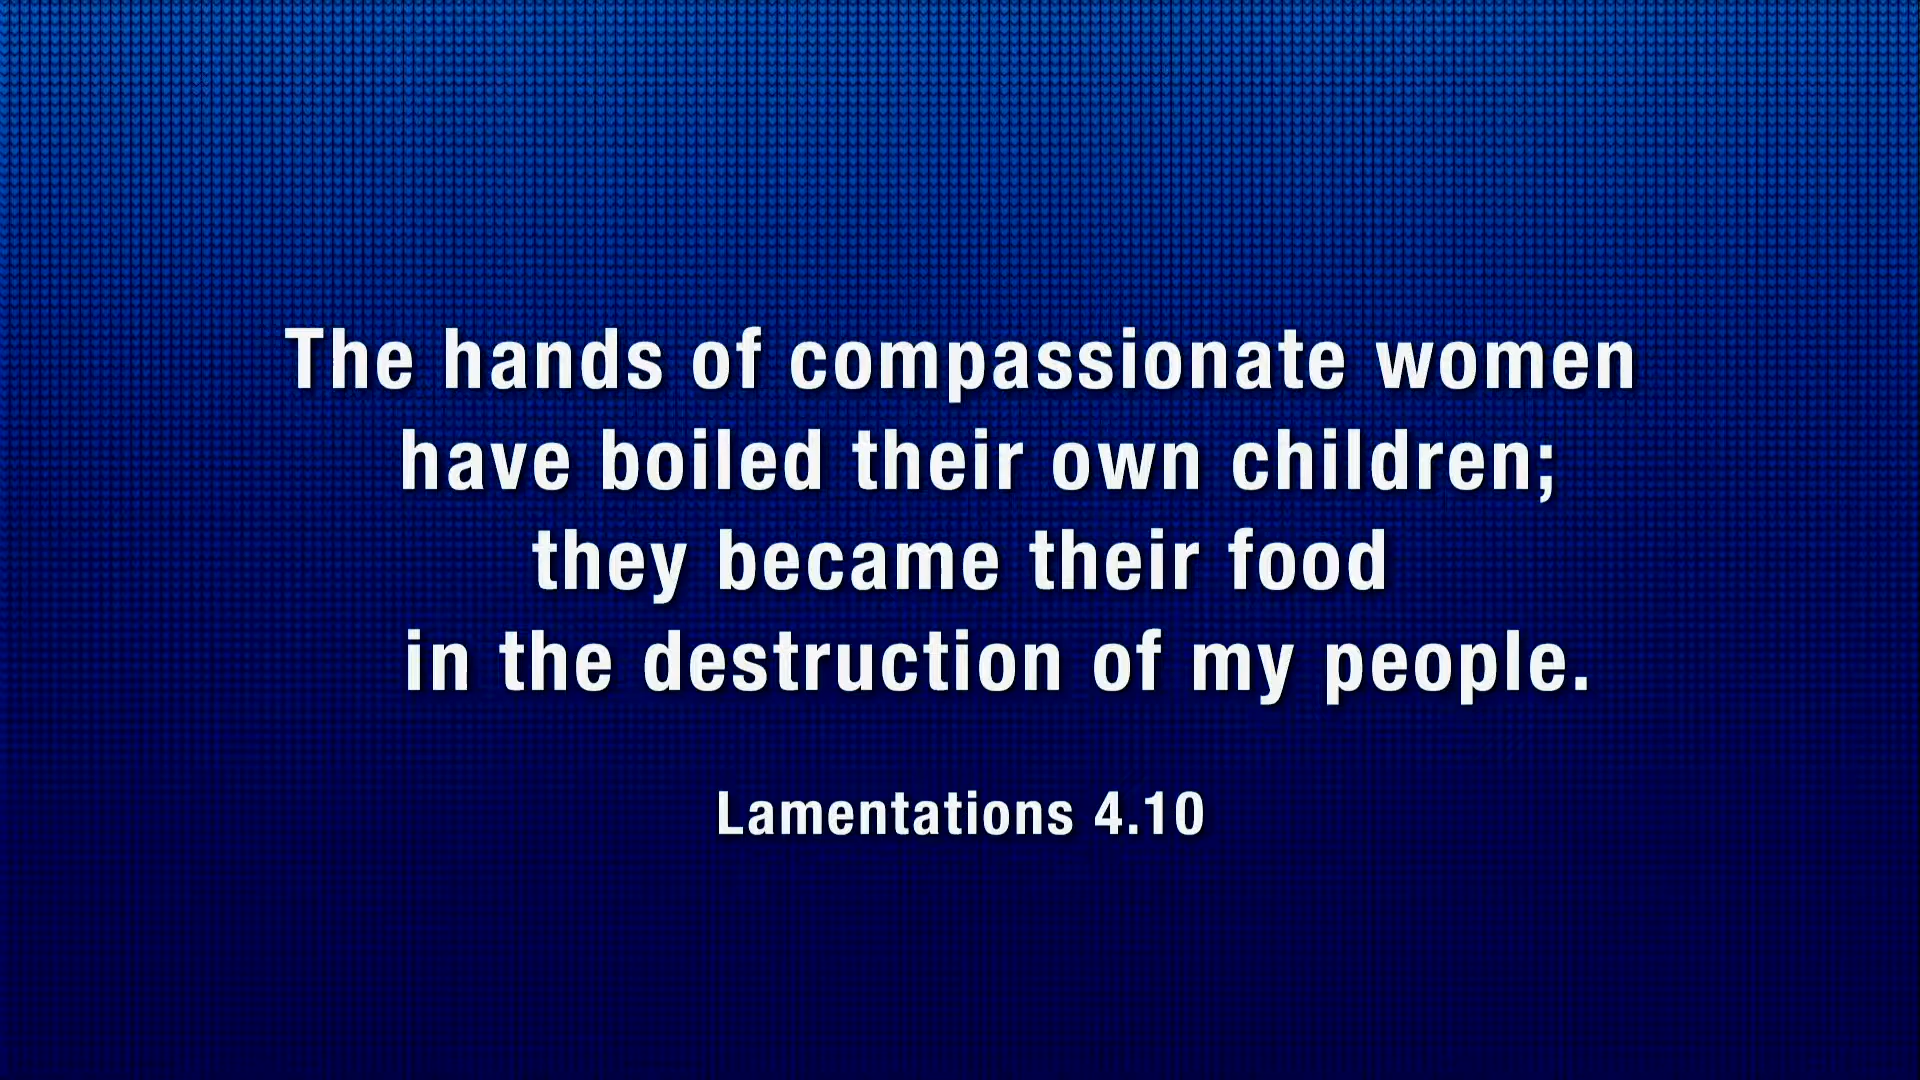 The hands of compassionate women
have boiled their own children;
they became their food
in the destruction of my people.
Lamentations 4.10